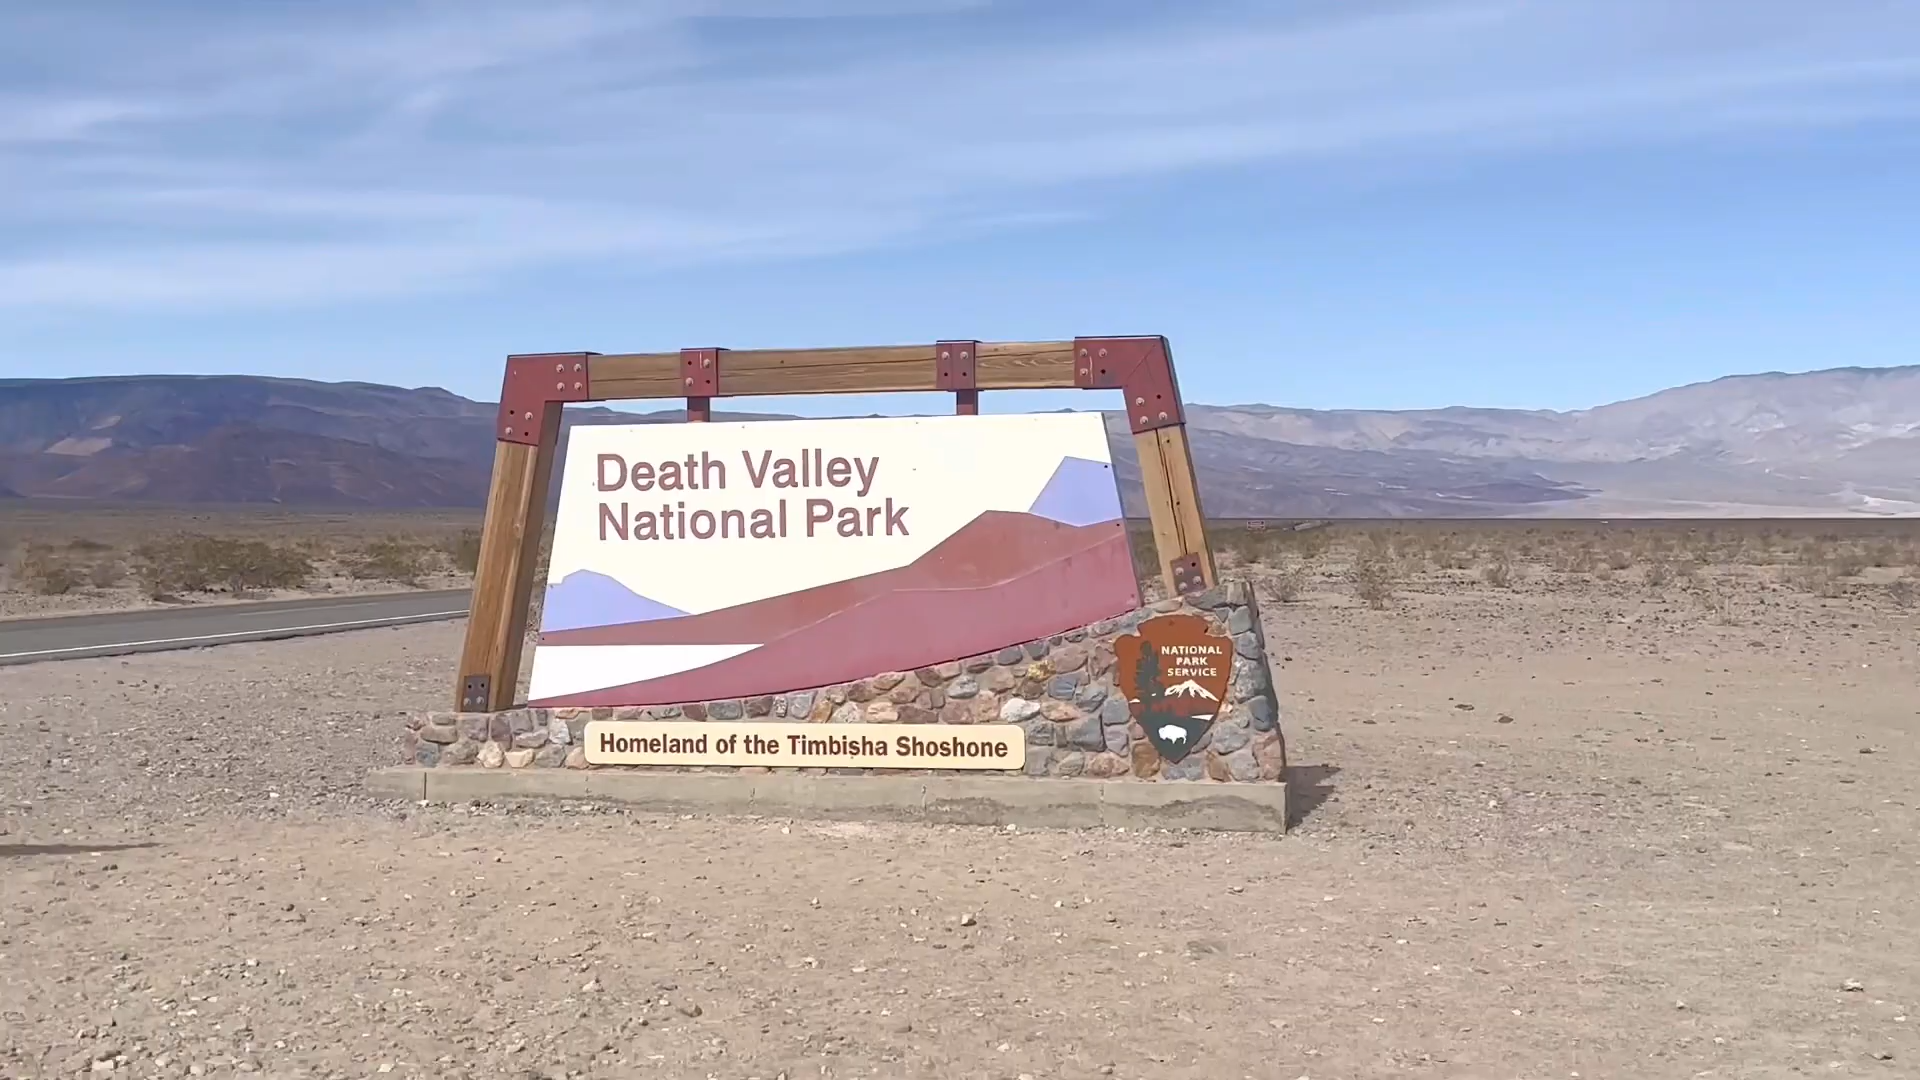 Death Valley
National Park
NATIONAL
PARK
SERVICE
Homeland of the Timbisha Shoshone